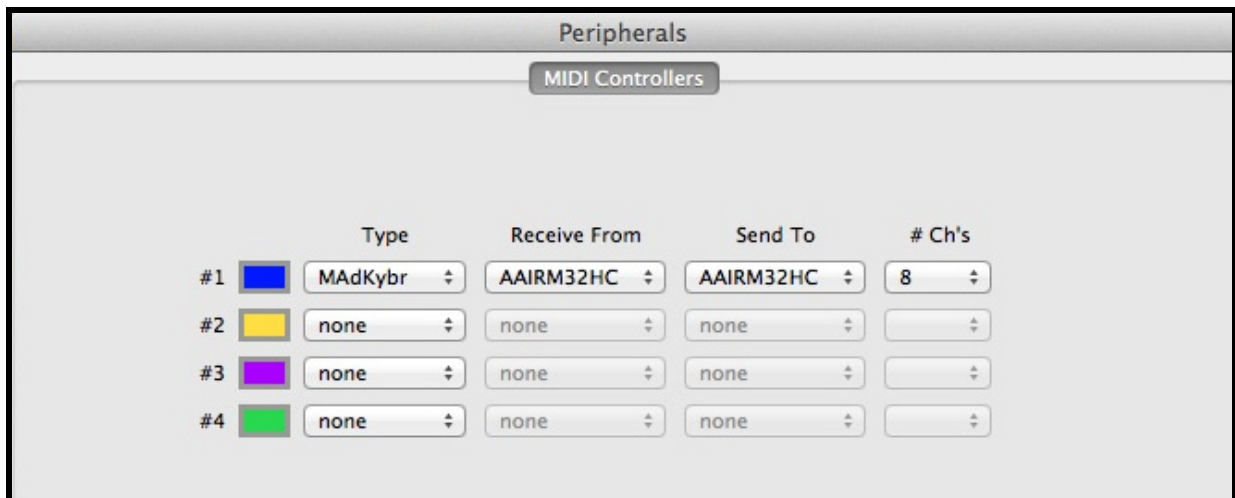 Peripherals
MIDI Controllers
Type Receive From Send To # Ch's
#1 MAdKybr AAIRM32HC AAIRM32HC 8
#2 none none none
#3 none none none
#4 none none none